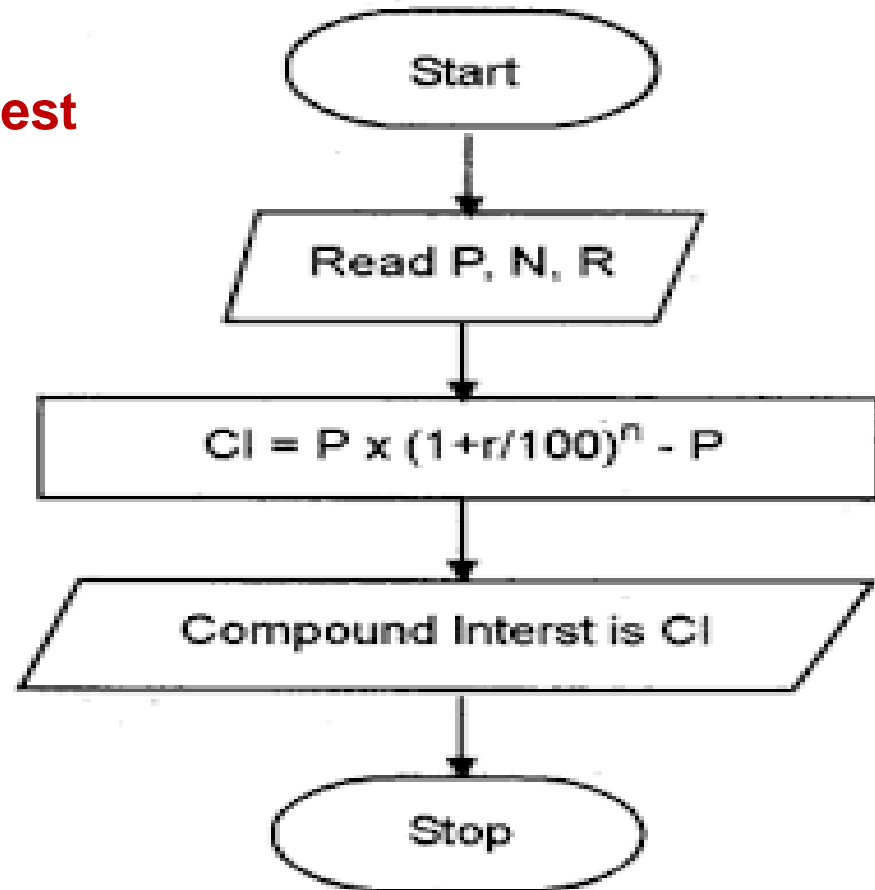 Start
est
Read P, N, R
CI = P x (1+r/100)ⁿ - P
Compound Interst is CI
Stop